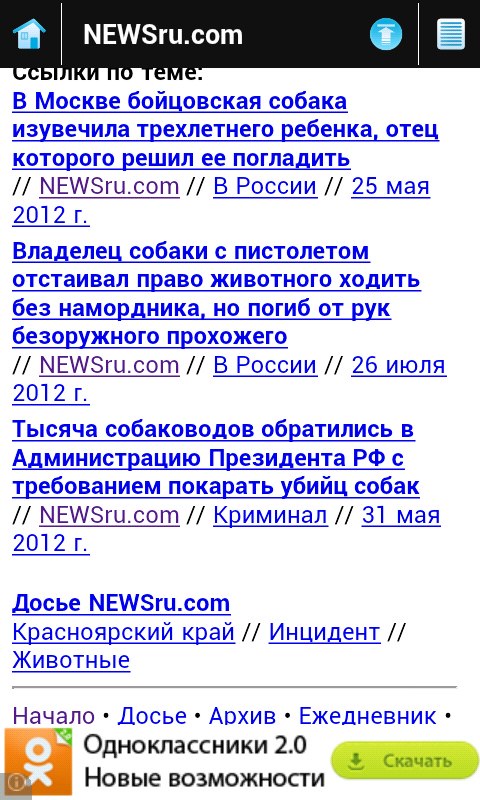 NEWSru.com
Ссылки по теме:
В Москве бойцовская собака
изувечила трехлетнего ребенка, отец
которого решил ее погладить
// NEWSru.com // В России // 25 мая
2012 г.
Владелец собаки с пистолетом
отстаивал право животного ходить
без намордника, но погиб от рук
безоружного прохожего
// NEWSru.com // В России // 26 июля
2012 г.
Тысяча собаководов обратились в
Администрацию Президента РФ с
требованием покарать убийц собак
// NEWSru.com // Криминал // 31 мая
2012 г.
Досье NEWSru.com
Красноярский край // Инцидент //
Животные
Начало • Досье • Архив • Ежедневник •
2.0
Одноклассники 2.0
Новые возможности
Скачать